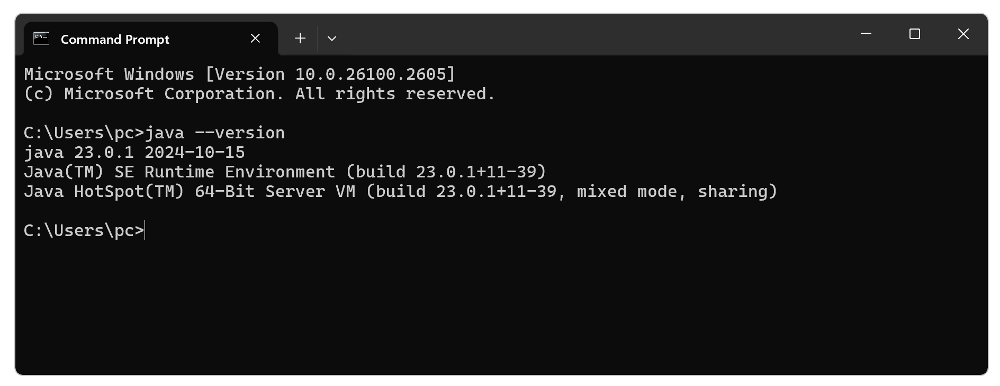 Command Prompt
Microsoft Windows [Version 10.0.26100.2605]
(c) Microsoft Corporation. All rights reserved.
C:\Users\pc>java --version
java 23.0.1 2024-10-15
Java(TM) SE Runtime Environment (build 23.0.1+11-39)
Java HotSpot(TM) 64-Bit Server VM (build 23.0.1+11-39, mixed mode, sharing)
C:\Users\pc>